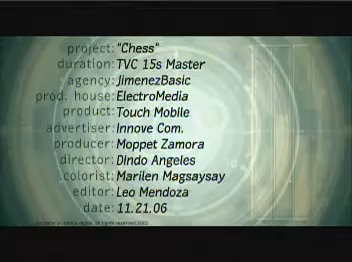 project: "Chess"
duration: TVC 15s Master
agency: JimenezBasic
prod. house: ElectroMedia
product: Touch Mobile
advertiser: Innove Com.
producer: Moppet Zamora
director: Dindo Angeles
colorist: Marilen Magsaysay
editor: Leo Mendoza
date: 11.21.06